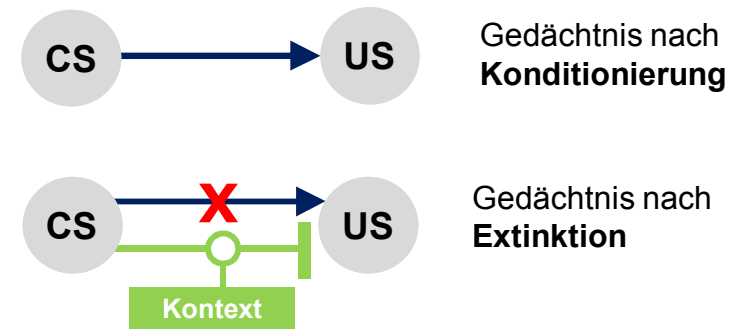 CS
US
Gedächtnis nach
Konditionierung
CS
X
US
Gedächtnis nach
Extinktion
Kontext